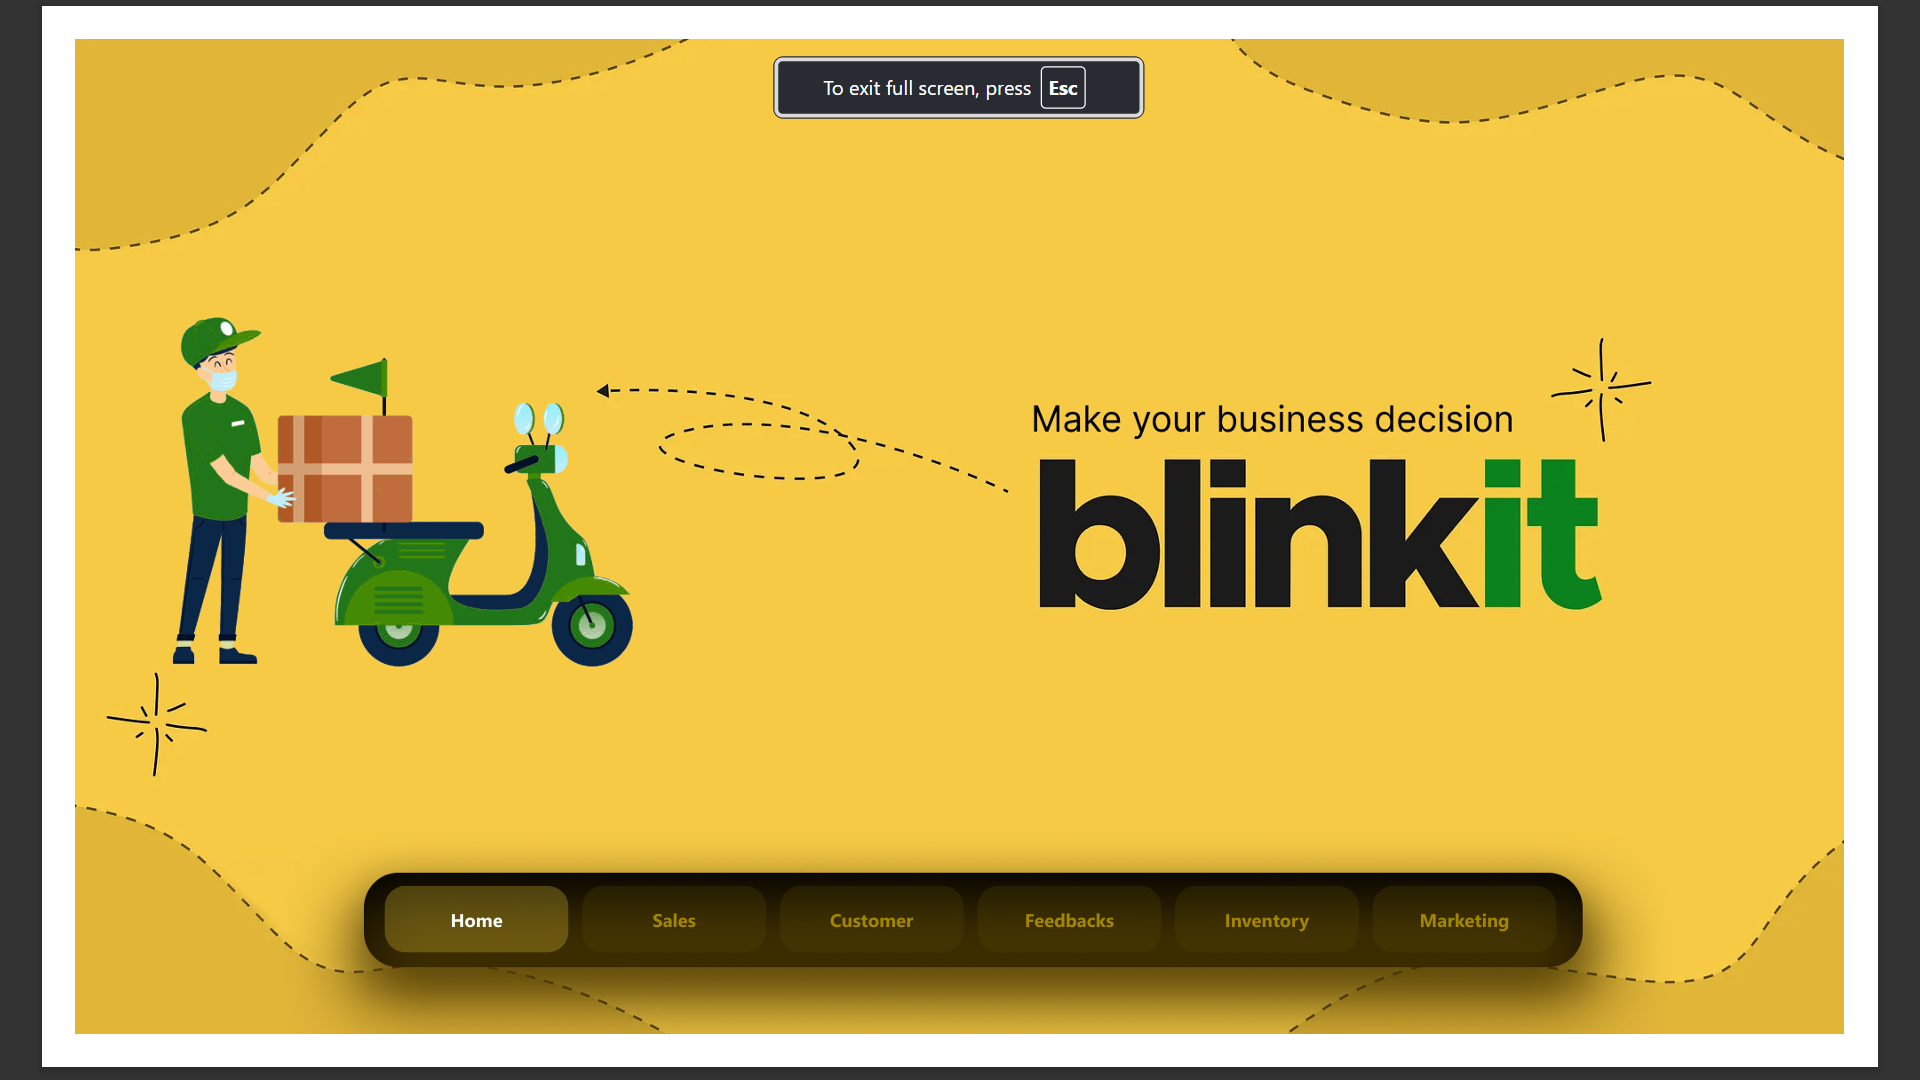 To exit full screen, press Esc
Make your business decision
blinkit
Home
Sales
Customer
Feedbacks
Inventory
Marketing